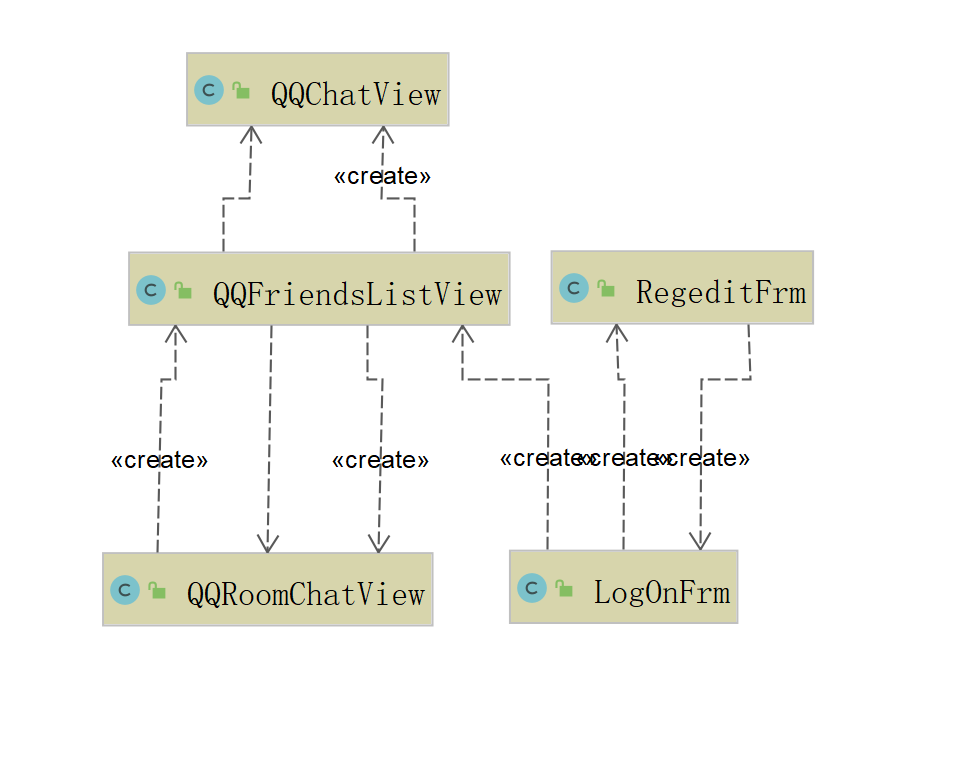 C QQChatView
«create»
C QQFriendsListView
C RegeditFrm
«create»
«create»
«create»
«create»
«create»
C QQRoomChatView
C LogOnFrm